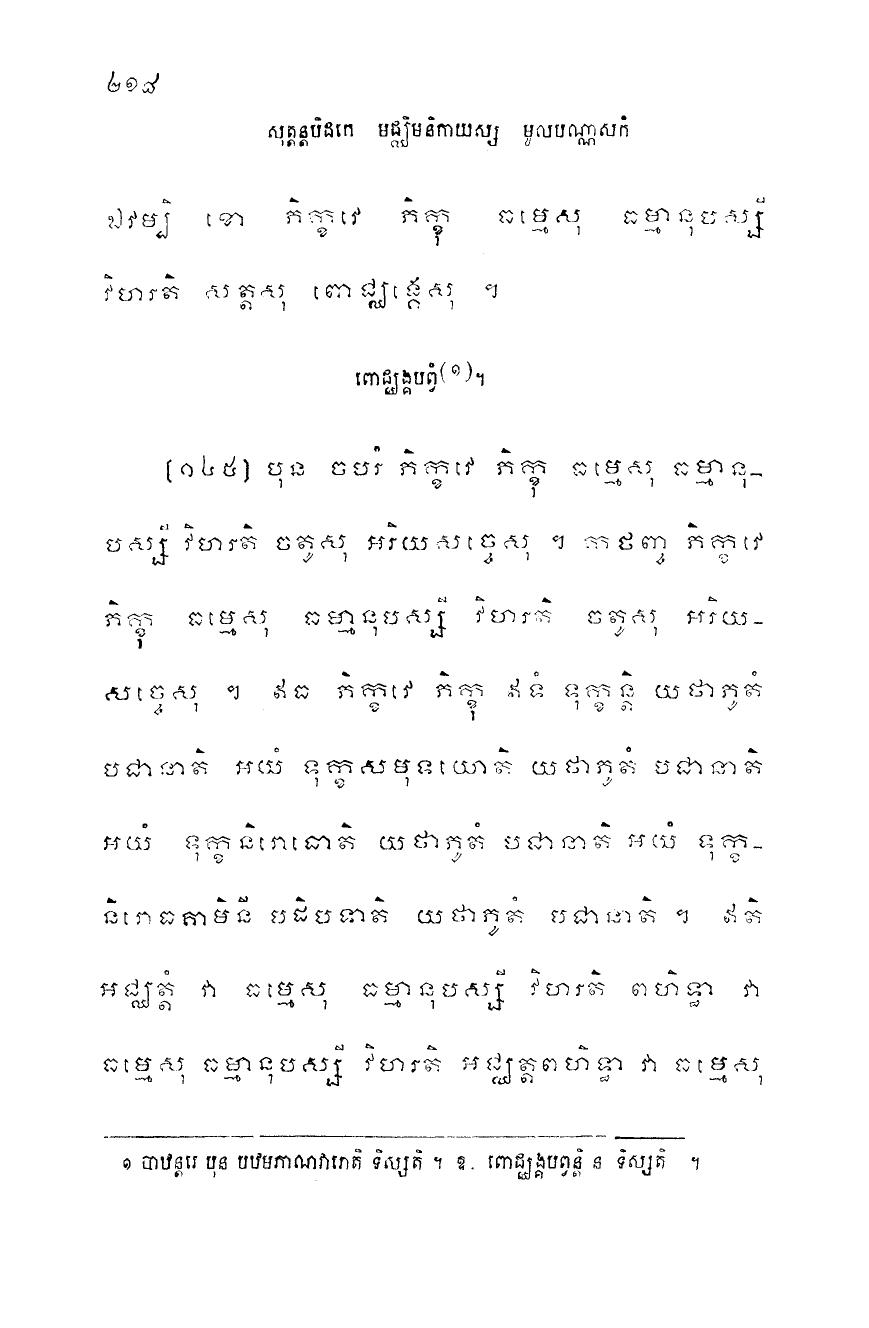 ២១៨
សុត្តន្តបិដកេ មជ្ឈិមនិកាយស្ស មូលបណ្ណាសកំ
ឯវម្បិ ខោ ភិក្ខវេ ភិក្ខុ ធម្មេសុ ធម្មានុបស្សី
វិហរតិ សត្តសុ ពោជ្ឈង្គេសុ ។
ពោជ្ឈង្គបព្វំ(១)។
[១៤៥] បុន ចបរំ ភិក្ខវេ ភិក្ខុ ធម្មេសុ ធម្មានុ-
បស្សី វិហរតិ ចតូសុ អរិយសច្ចេសុ ។ កថញ្ច ភិក្ខវេ
ភិក្ខុ ធម្មេសុ ធម្មានុបស្សី វិហរតិ ចតូសុ អរិយ-
សច្ចេសុ ។ ឥធ ភិក្ខវេ ភិក្ខុ ឥទំ ទុក្ខន្តិ យថាភូតំ
បជានាតិ អយំ ទុក្ខសមុទយោតិ យថាភូតំ បជានាតិ
អយំ ទុក្ខនិរោធោតិ យថាភូតំ បជានាតិ អយំ ទុក្ខ-
និរោធគាមិនី បដិបទាតិ យថាភូតំ បជានាតិ ។ ឥតិ
អជ្ឈត្តំ វា ធម្មេសុ ធម្មានុបស្សី វិហរតិ ពហិទ្ធា វា
ធម្មេសុ ធម្មានុបស្សី វិហរតិ អជ្ឈត្តពហិទ្ធា វា ធម្មេសុ
១ បាឋន្តរេ បុន បឋមភាណវារោតិ ទិស្សតិ ។ ឱ. ពោជ្ឈង្គបព្វន្តិ ន ទិស្សតិ ។